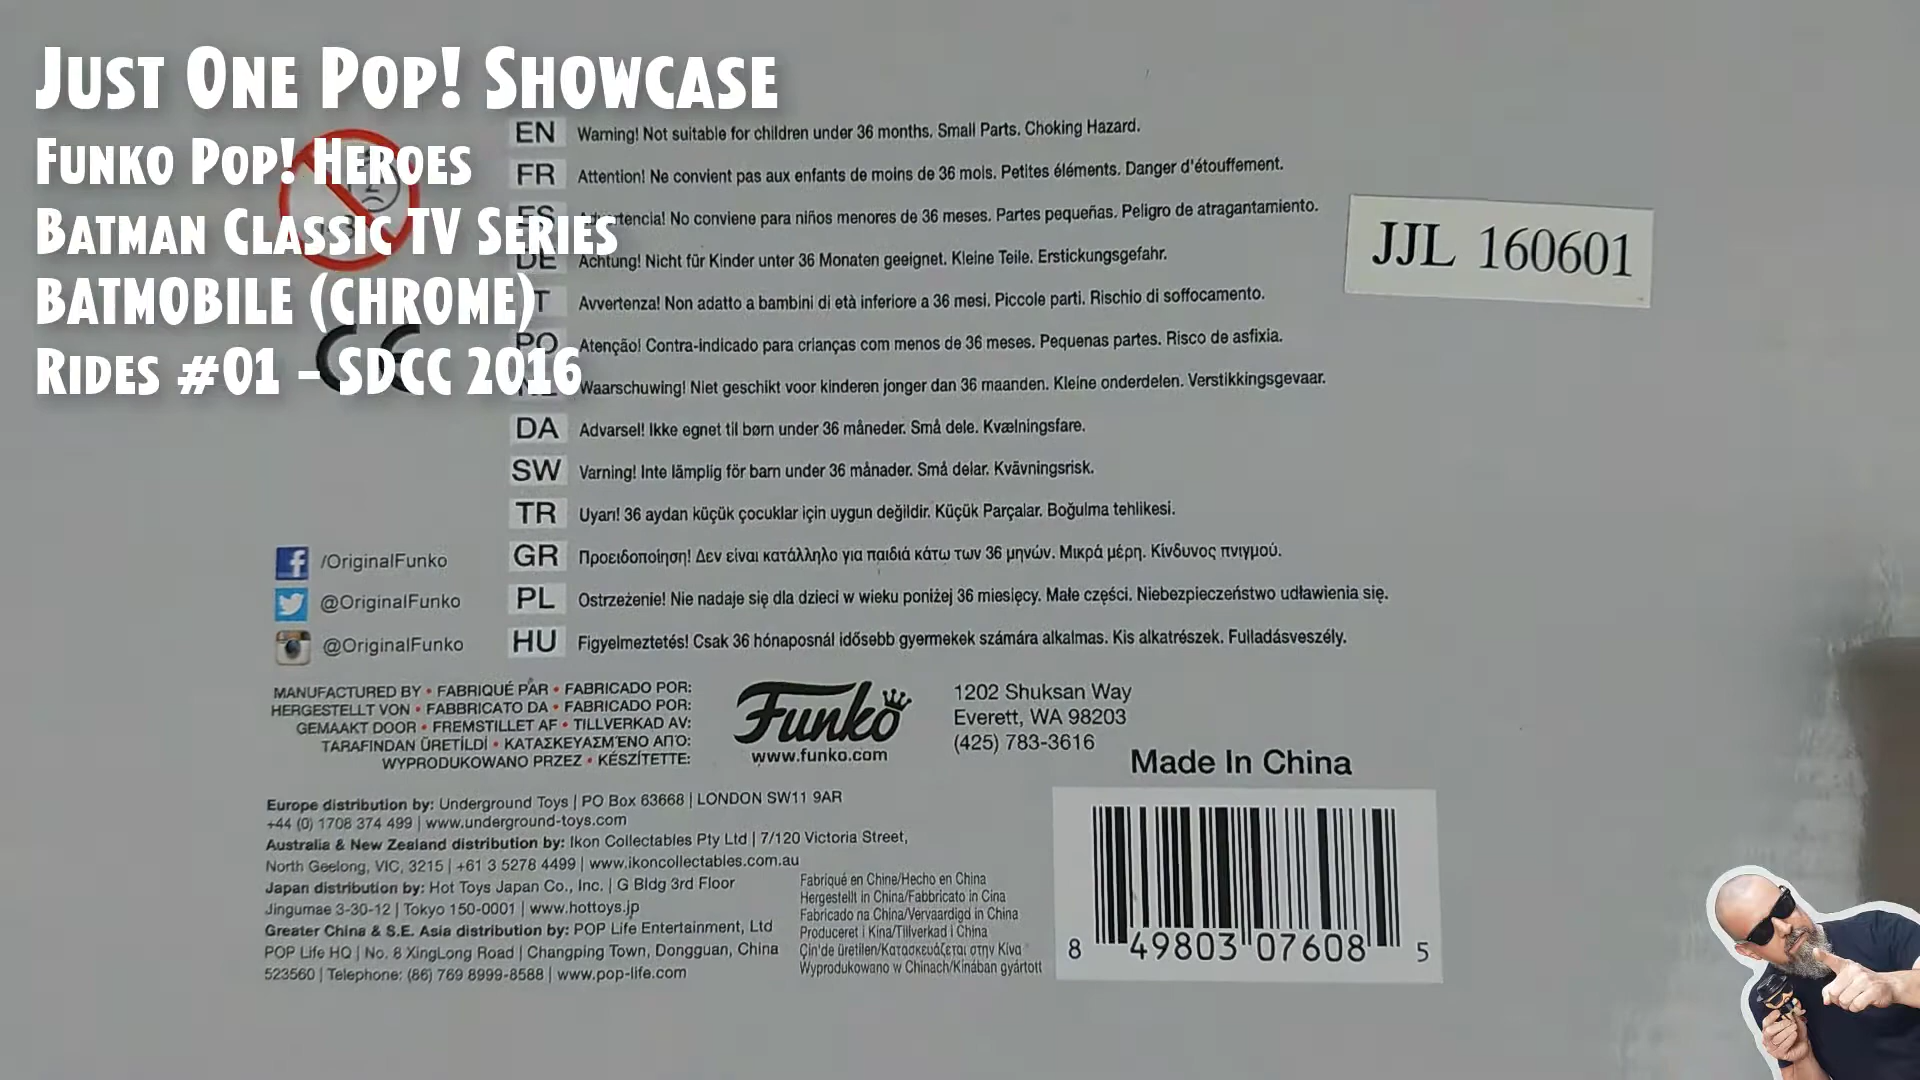 Just One Pop! Showcase
Funko Pop! Heroes
Batman Classic TV Series
BATMOBILE (CHROME)
Rides #01 – SDCC 2016
EN Warning! Not suitable for children under 36 months. Small Parts. Choking Hazard.
FR Attention! Ne convient pas aux enfants de moins de 36 mois. Petites éléments. Danger d'étouffement.
ES Advertencia! No conviene para niños menores de 36 meses. Partes pequeñas. Peligro de atragantamiento.
DE Achtung! Nicht für Kinder unter 36 Monaten geeignet. Kleine Teile. Erstickungsgefahr.
IT Avvertenza! Non adatto a bambini di età inferiore a 36 mesi. Piccole parti. Rischio di soffocamento.
PO Atenção! Contra-indicado para crianças com menos de 36 meses. Pequenas partes. Risco de asfixia.
NL Waarschuwing! Niet geschikt voor kinderen jonger dan 36 maanden. Kleine onderdelen. Verstikkingsgevaar.
DA Advarsel! Ikke egnet til børn under 36 måneder. Små dele. Kvælningsfare.
SW Varning! Inte lämplig för barn under 36 månader. Små delar. Kvävningsrisk.
TR Uyarı! 36 aydan küçük çocuklar için uygun değildir. Küçük Parçalar. Boğulma tehlikesi.
GR Προειδοποίηση! Δεν είναι κατάλληλο για παιδιά κάτω των 36 μηνών. Μικρά μέρη. Κίνδυνος πνιγμού.
PL Ostrzeżenie! Nie nadaje się dla dzieci w wieku poniżej 36 miesięcy. Małe części. Niebezpieczeństwo udławienia się.
HU Figyelmeztetés! Csak 36 hónaposnál idősebb gyermekek számára alkalmas. Kis alkatrészek. Fulladásveszély.
JJL 160601
CE
/OriginalFunko
@OriginalFunko
@OriginalFunko
MANUFACTURED BY • FABRIQUÉ PAR • FABRICADO POR:
HERGESTELLT VON • FABBRICATO DA • FABRICADO POR:
GEMAAKT DOOR • FREMSTILLET AF • TILLVERKAD AV:
TARAFINDAN ÜRETİLDİ • ΚΑΤΑΣΚΕΥΑΣΜΈΝΟ ΑΠΌ:
WYPRODUKOWANO PRZEZ • KÉSZÍTETTE:
Funko
www.funko.com
1202 Shuksan Way
Everett, WA 98203
(425) 783-3616
Made In China
Europe distribution by: Underground Toys | PO Box 63668 | LONDON SW11 9AR
+44 (0) 1708 374 499 | www.underground-toys.com
Australia & New Zealand distribution by: Ikon Collectables Pty Ltd | 7/120 Victoria Street,
North Geelong, VIC, 3215 | +61 3 5278 4499 | www.ikoncollectables.com.au
Japan distribution by: Hot Toys Japan Co., Inc. | G Bldg 3rd Floor
Jingumae 3-30-12 | Tokyo 150-0001 | www.hottoys.jp
Greater China & S.E. Asia distribution by: POP Life Entertainment, Ltd
POP Life HQ | No. 8 XingLong Road | Changping Town, Dongguan, China
523560 | Telephone: (86) 769 8999-8588 | www.pop-life.com
Fabriqué en Chine/Hecho en China
Hergestellt in China/Fabbricato in Cina
Fabricado na China/Vervaardigd in China
Produceret i Kina/Tillverkad i China
Çin'de üretilen/Κατασκευάζεται στην Κίνα
Wyprodukowano w Chinach/Kínában gyártott
8 49803 07608 5